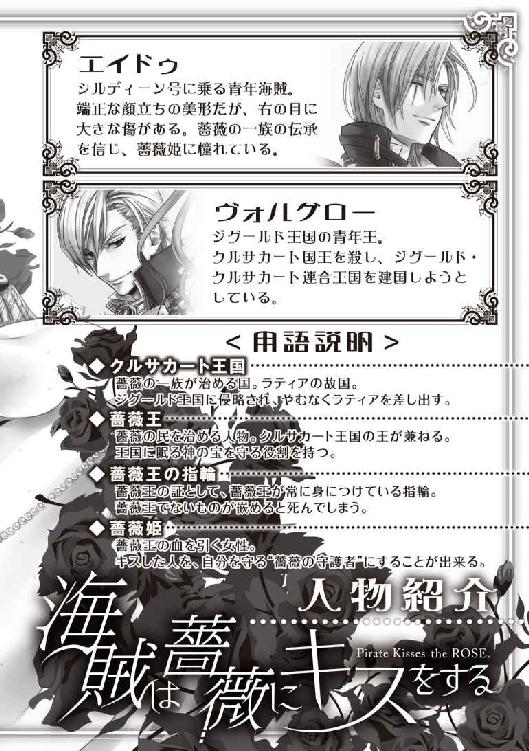 エイドゥ
シルディーン号に乗る青年海賊。
端正な顔立ちの美形だが、右の目に
大きな傷がある。薔薇の一族の伝承
を信じ、薔薇姫に憧れている。
ヴォルグロー
ジグールド王国の青年王。
クルサカート国王を殺し、ジグールド・
クルサカート連合王国を建国しようと
している。
<用語説明>
◆クルサカート王国
薔薇の一族が治める国。ラティアの故国。
ジグールド王国に侵略され、やむなくラティアを差し出す。
◆薔薇王
薔薇の民を治める人物。クルサカート王国の王が兼ねる。
王国に眠る神の宝を守る役割を持つ。
◆薔薇王の指輪
薔薇王の証として、薔薇王が常に身につけている指輪。
薔薇王でないものが嵌めると死んでしまう。
◆薔薇姫
薔薇王の血を引く女性。
キスした人を、自分を守る“薔薇の守護者”にすることが出来る。
人物紹介
Pirate Kisses the ROSE.
海賊は薔薇にキスをする